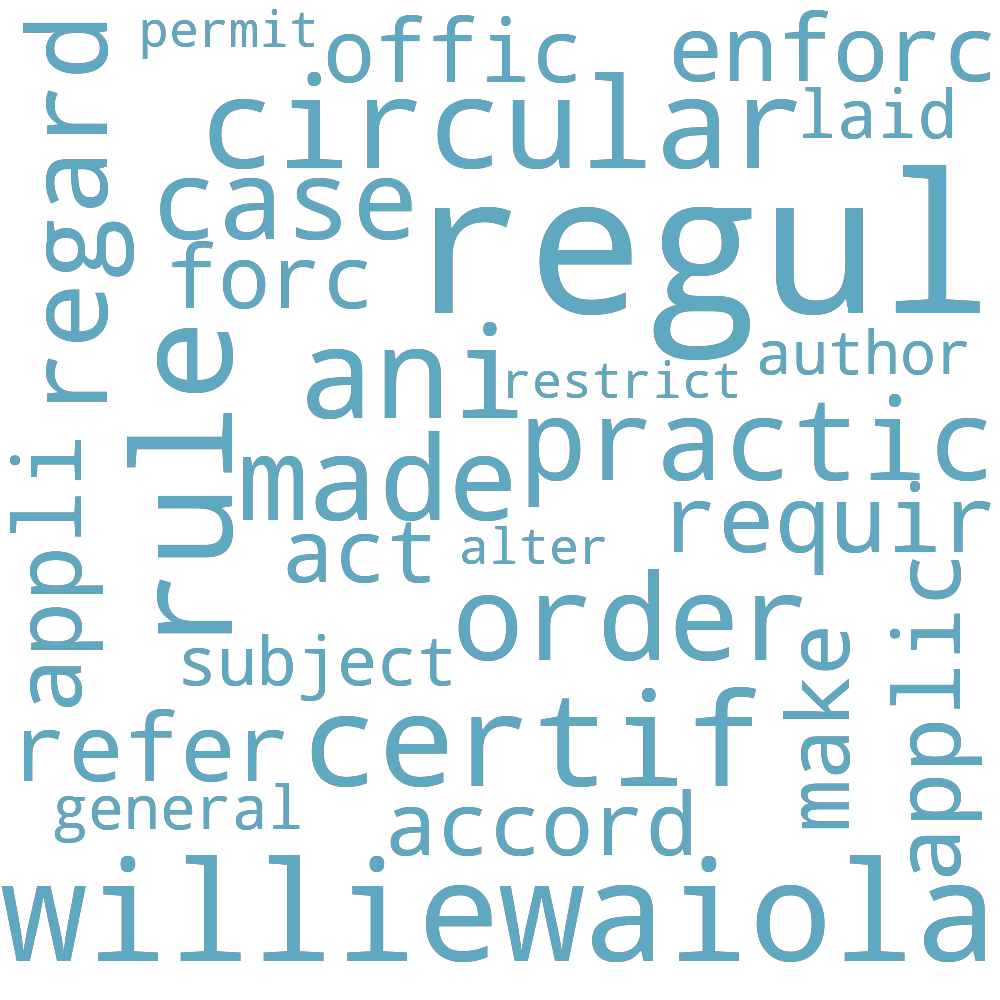 permit
offic
enforc
circular
laid
regard
case
regul
forc
rule
ani
author
restrict
practic
appli
made
requir
act
alter
order
applic
subject
make
refer
certif
general
accord
williewaiola